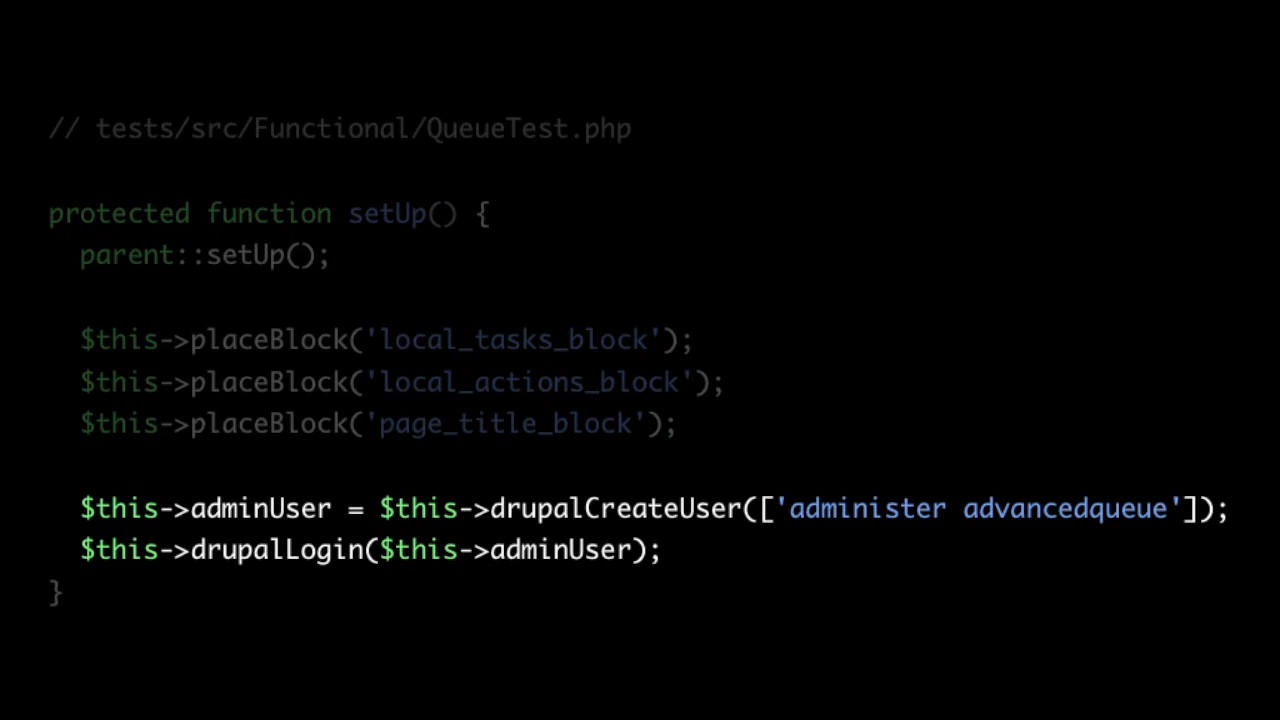 // tests/src/Functional/QueueTest.php
protected function setUp() {
parent::setUp();
$this->placeBlock('local_tasks_block');
$this->placeBlock('local_actions_block');
$this->placeBlock('page_title_block');
$this->adminUser = $this->drupalCreateUser(['administer advancedqueue']);
$this->drupalLogin($this->adminUser);
}